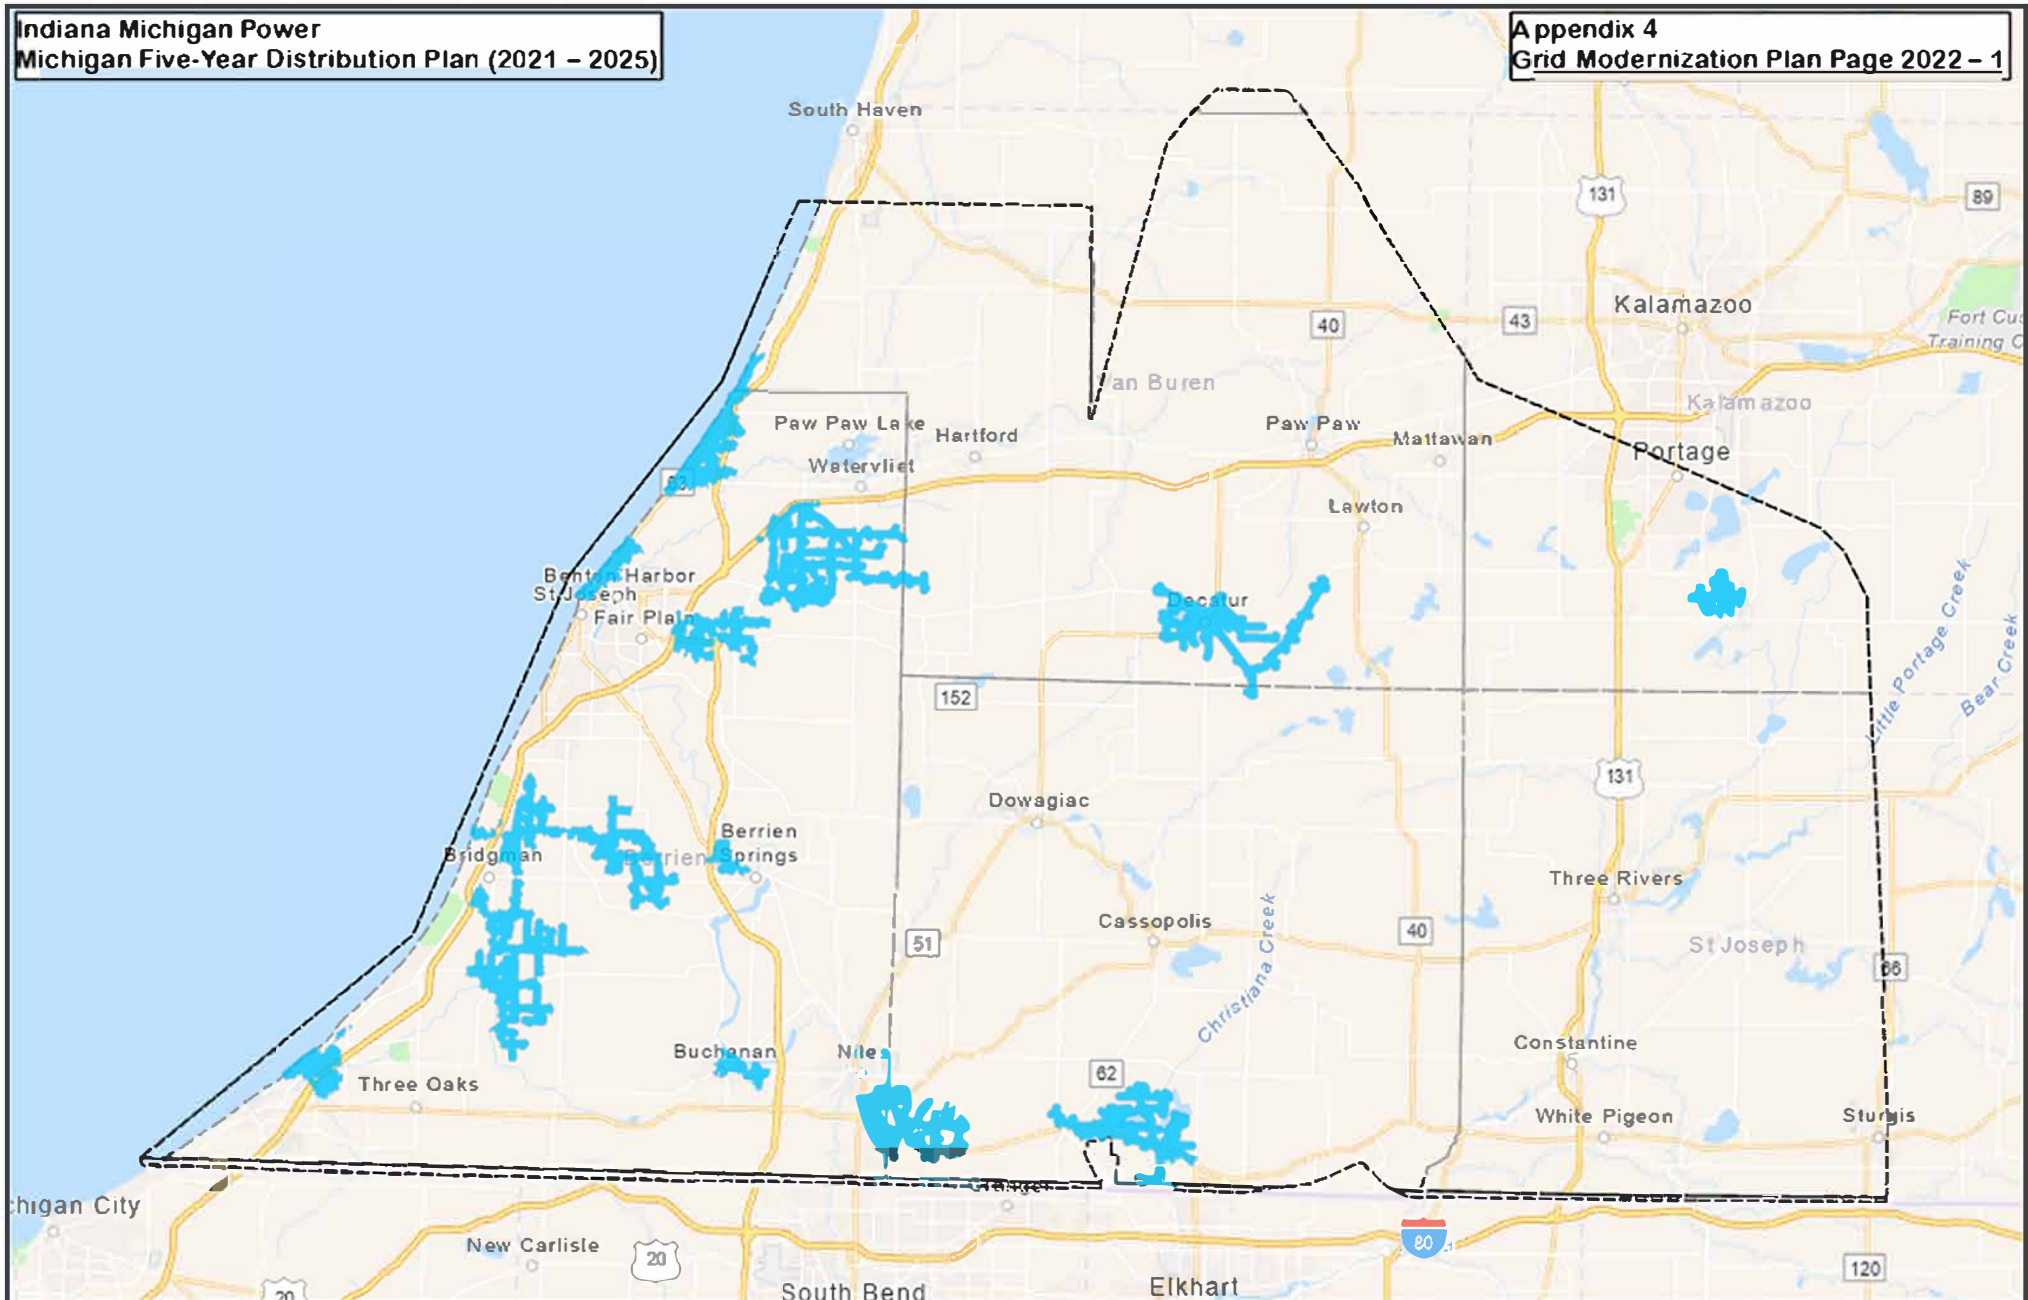 Indiana Michigan Power
Michigan Five-Year Distribution Plan (2021 – 2025)
Appendix 4
Grid Modernization Plan Page 2022 – 1
South Haven
131
89
Kalamazoo
40
43
Fort Cus
Training C
an Buren
Kalamazoo
Paw Paw Lake
Hartford
Paw Paw
Mattawan
Portage
Watervliet
63
Lawton
Benton Harbor
St Joseph
Fair Plain
Decatur
Little Portage Creek
Bear Creek
152
131
Dowagiac
Berrien
Springs
Bridgman
Berrien
Three Rivers
Cassopolis
Christiana Creek
51
40
St Joseph
66
Buchanan
Niles
Constantine
62
Three Oaks
White Pigeon
Sturgis
Granger
chigan City
New Carlisle
20
80
120
20
South Bend
Elkhart